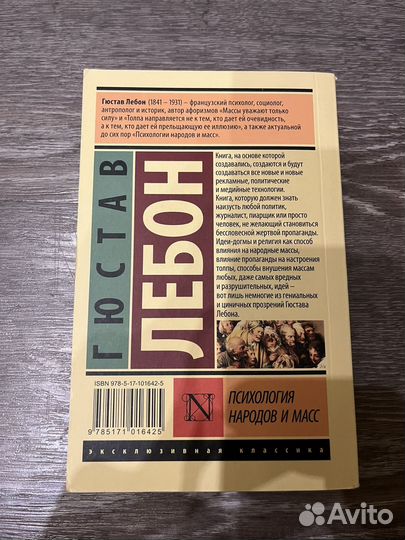 Гюстав Лебон (1841 – 1931) – французский психолог, социолог,
антрополог и историк, автор афоризмов «Массы уважают только
силу» и «Толпа направляется не к тем, кто дает ей очевидность,
а к тем, кто дает ей прельщающую ее иллюзию», а также актуальной
до сих пор «Психологии народов и масс».
ГЮСТАВ
ЛЕБОН
Книга, на основе которой
создавались, создаются и будут
создаваться все новые и новые
рекламные, политические
и медийные технологии.
Книга, которую должен знать
наизусть любой политик,
журналист, пиарщик или просто
человек, не желающий становиться
бессловесной жертвой пропаганды.
Идеи-догмы и религия как способ
влияния на народные массы,
влияние пропаганды на настроения
толпы, способы внушения массам
любых, даже самых вредных
и разрушительных, идей –
вот лишь немногие из гениальных
и циничных прозрений Гюстава
Лебона.
ISBN 978-5-17-101642-5
9 785171 016425
N
ПСИХОЛОГИЯ
НАРОДОВ И МАСС
эксклюзивная классика
Avito